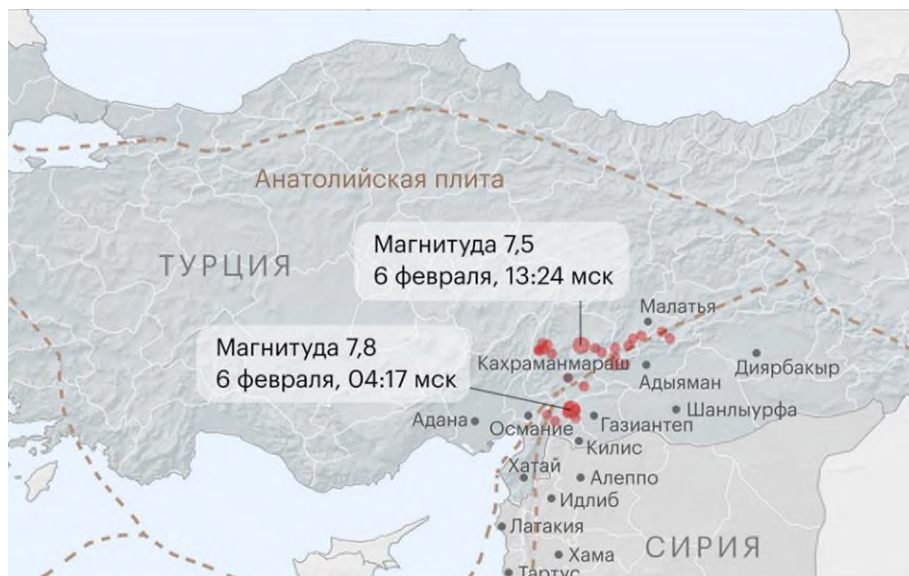 Анатолийская плита
Магнитуда 7,5
6 февраля, 13:24 мск
ТУРЦИЯ
Малатья
Магнитуда 7,8
6 февраля, 04:17 мск
Кахраманмараш
Диярбакыр
Адыяман
Шанлыурфа
Адана
Османие
Газиантеп
Килис
Хатай
Алеппо
Идлиб
Латакия
Хама
СИРИЯ
Тартус